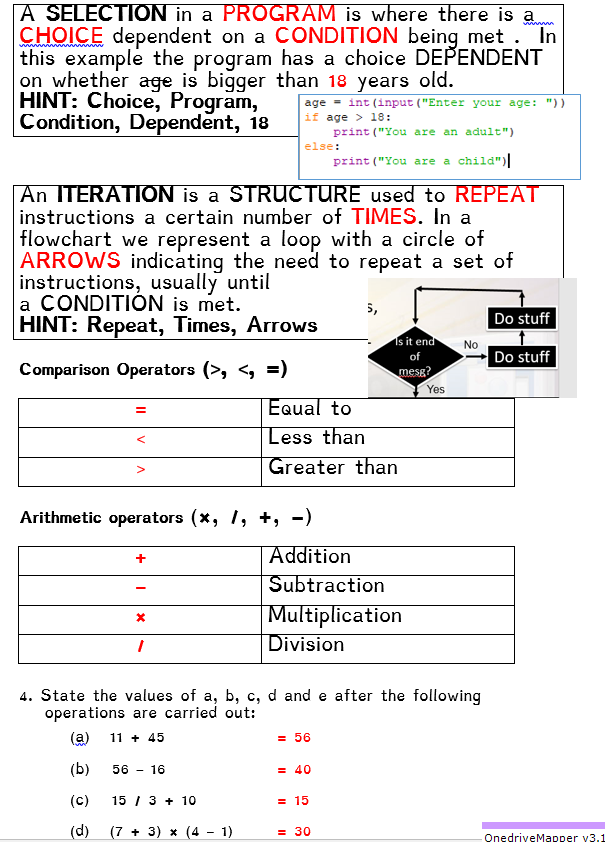 A SELECTION in a PROGRAM is where there is a
CHOICE dependent on a CONDITION being met . In
this example the program has a choice DEPENDENT
on whether age is bigger than 18 years old.
HINT: Choice, Program,
Condition, Dependent, 18
age = int(input("Enter your age: "))
if age > 18:
print("You are an adult")
else:
print("You are a child")
An ITERATION is a STRUCTURE used to REPEAT
instructions a certain number of TIMES. In a
flowchart we represent a loop with a circle of
ARROWS indicating the need to repeat a set of
instructions, usually until
a CONDITION is met.
HINT: Repeat, Times, Arrows
s,
Is it end
of
mesg?
No
Yes
Do stuff
Do stuff
Comparison Operators (>, <, =)
= Equal to
< Less than
> Greater than
Arithmetic operators (×, /, +, −)
+ Addition
− Subtraction
× Multiplication
/ Division
4. State the values of a, b, c, d and e after the following
operations are carried out:
(a) 11 + 45 = 56
(b) 56 − 16 = 40
(c) 15 / 3 + 10 = 15
(d) (7 + 3) × (4 − 1) = 30
OnedriveMapper v3.1